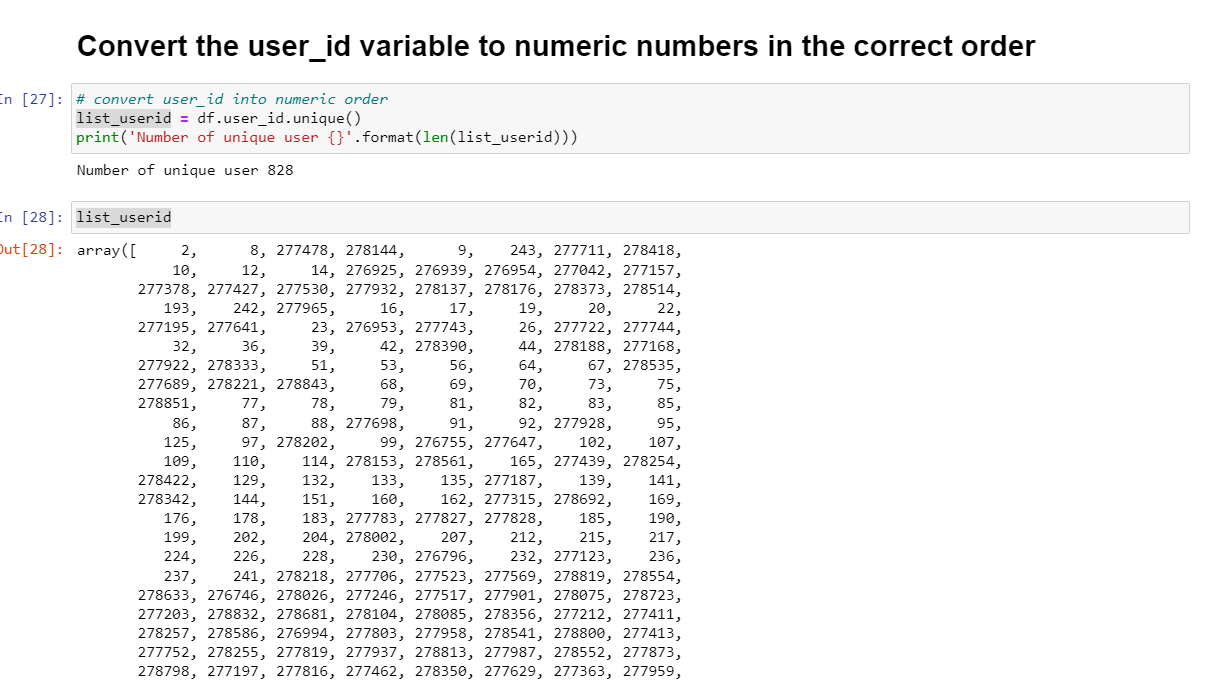 Convert the user_id variable to numeric numbers in the correct order
In [27]: # convert user_id into numeric order
list_userid = df.user_id.unique()
print('Number of unique user {}'.format(len(list_userid)))
Number of unique user 828
In [28]: list_userid
Out[28]: array([     2,      8, 277478, 278144,      9,    243, 277711, 278418,
10,     12,     14, 276925, 276939, 276954, 277042, 277157,
277378, 277427, 277530, 277932, 278137, 278176, 278373, 278514,
193,    242, 277965,     16,     17,     19,     20,     22,
277195, 277641,     23, 276953, 277743,     26, 277722, 277744,
32,     36,     39,     42, 278390,     44, 278188, 277168,
277922, 278333,     51,     53,     56,     64,     67, 278535,
277689, 278221, 278843,     68,     69,     70,     73,     75,
278851,     77,     78,     79,     81,     82,     83,     85,
86,     87,     88, 277698,     91,     92, 277928,     95,
125,     97, 278202,     99, 276755, 277647,    102,    107,
109,    110,    114, 278153, 278561,    165, 277439, 278254,
278422,    129,    132,    133,    135, 277187,    139,    141,
278342,    144,    151,    160,    162, 277315, 278692,    169,
176,    178,    183, 277783, 277827, 277828,    185,    190,
199,    202,    204, 278002,    207,    212,    215,    217,
224,    226,    228,    230, 276796,    232, 277123,    236,
237,    241, 278218, 277706, 277523, 277569, 278819, 278554,
278633, 276746, 278026, 277246, 277517, 277901, 278075, 278723,
277203, 278832, 278681, 278104, 278085, 278356, 277212, 277411,
278257, 278586, 276994, 277803, 277958, 278541, 278800, 277413,
277752, 278255, 277819, 277937, 278813, 277987, 278552, 277873,
278798, 277197, 277816, 277462, 278350, 277629, 277363, 277959,